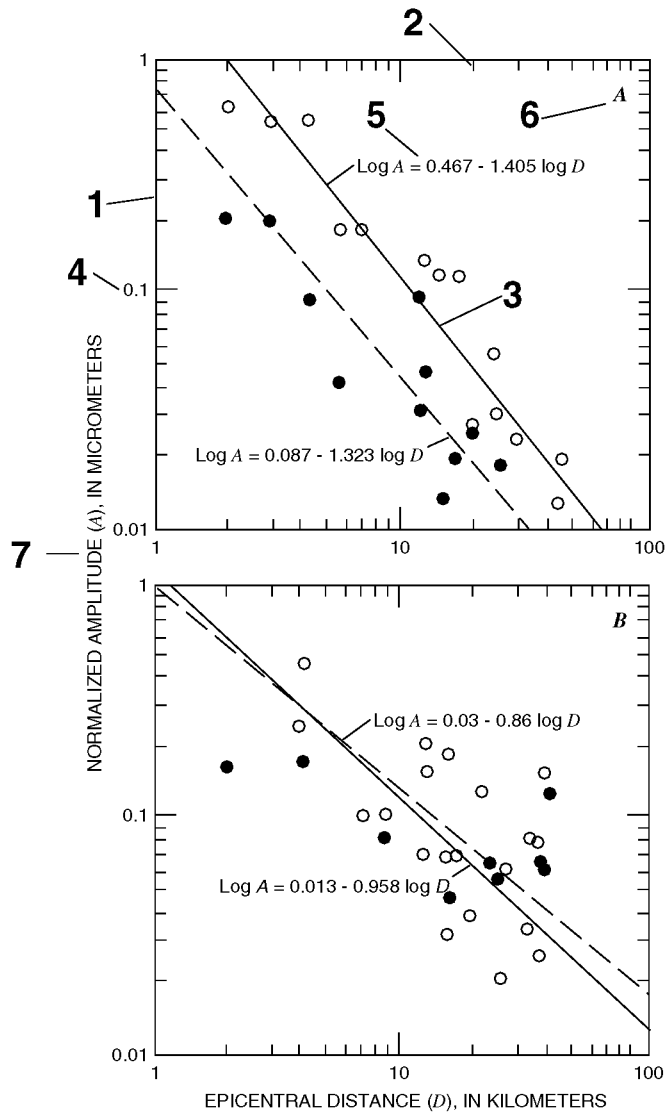 2
1
A
5
6
Log A = 0.467 - 1.405 log D
1
4
0.1
3
Log A = 0.087 - 1.323 log D
0.01
1
10
100
7
NORMALIZED AMPLITUDE (A), IN MICROMETERS
1
B
Log A = 0.03 - 0.86 log D
0.1
Log A = 0.013 - 0.958 log D
0.01
1
10
100
EPICENTRAL DISTANCE (D), IN KILOMETERS